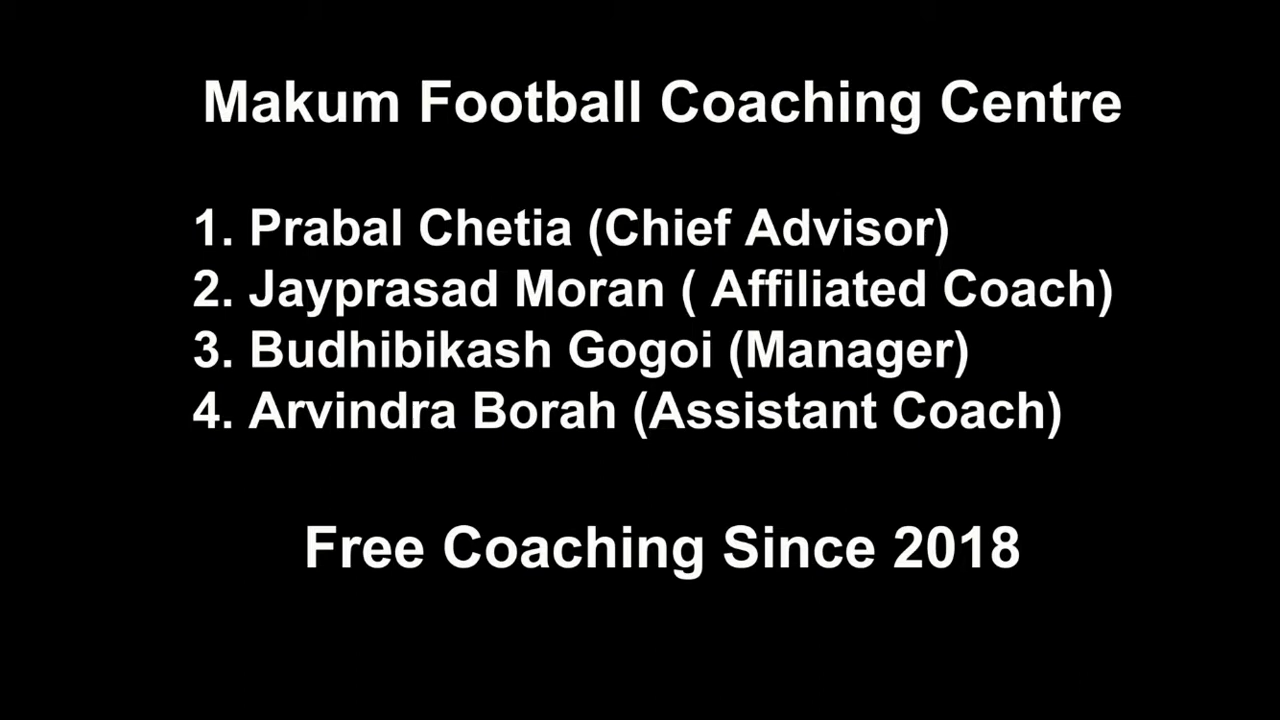 Makum Football Coaching Centre
1. Prabal Chetia (Chief Advisor)
2. Jayprasad Moran ( Affiliated Coach)
3. Budhibikash Gogoi (Manager)
4. Arvindra Borah (Assistant Coach)
Free Coaching Since 2018